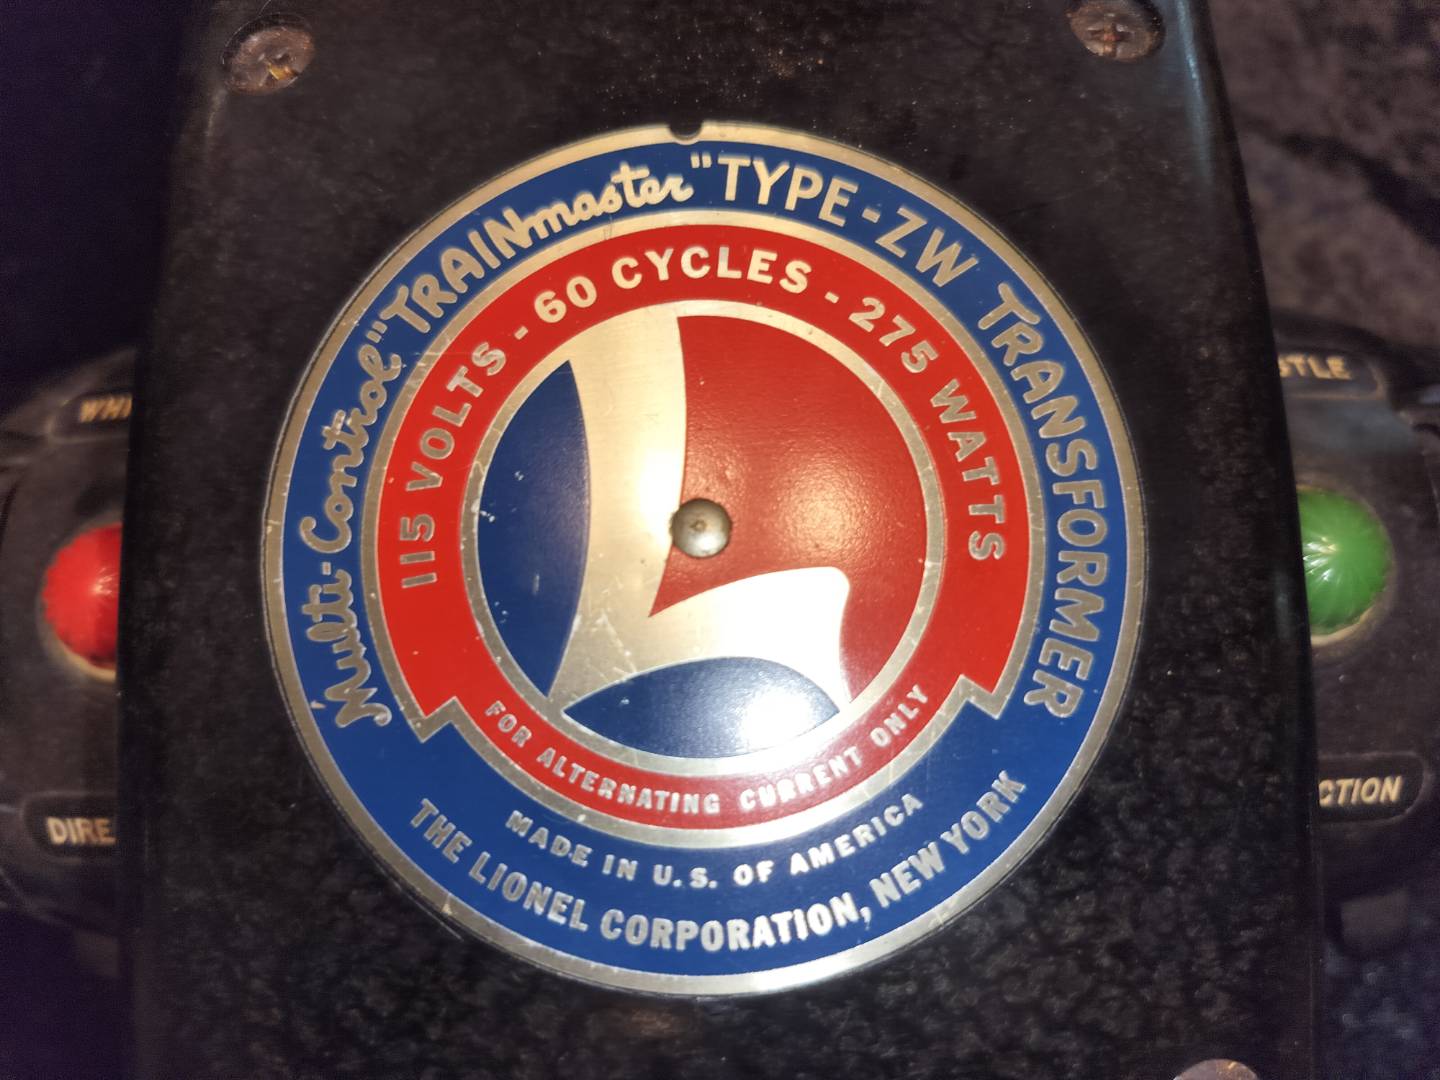 Multi-Control "TRAINmaster" TYPE-ZW TRANSFORMER
115 VOLTS - 60 CYCLES - 275 WATTS
L
FOR ALTERNATING CURRENT ONLY
MADE IN U.S. OF AMERICA
THE LIONEL CORPORATION, NEW YORK
WHI
STLE
DIRE
CTION